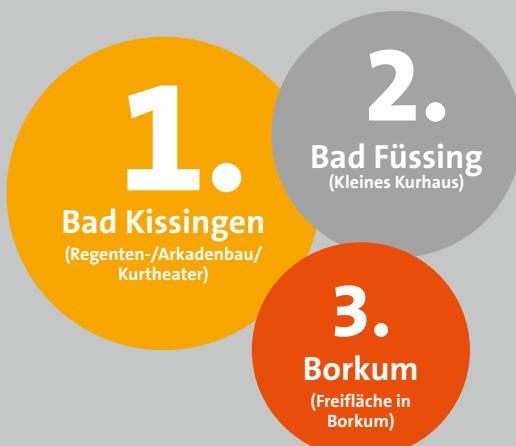 1.
Bad Kissingen
(Regenten-/Arkadenbau/
Kurtheater)
2.
Bad Füssing
(Kleines Kurhaus)
3.
Borkum
(Freifläche in
Borkum)